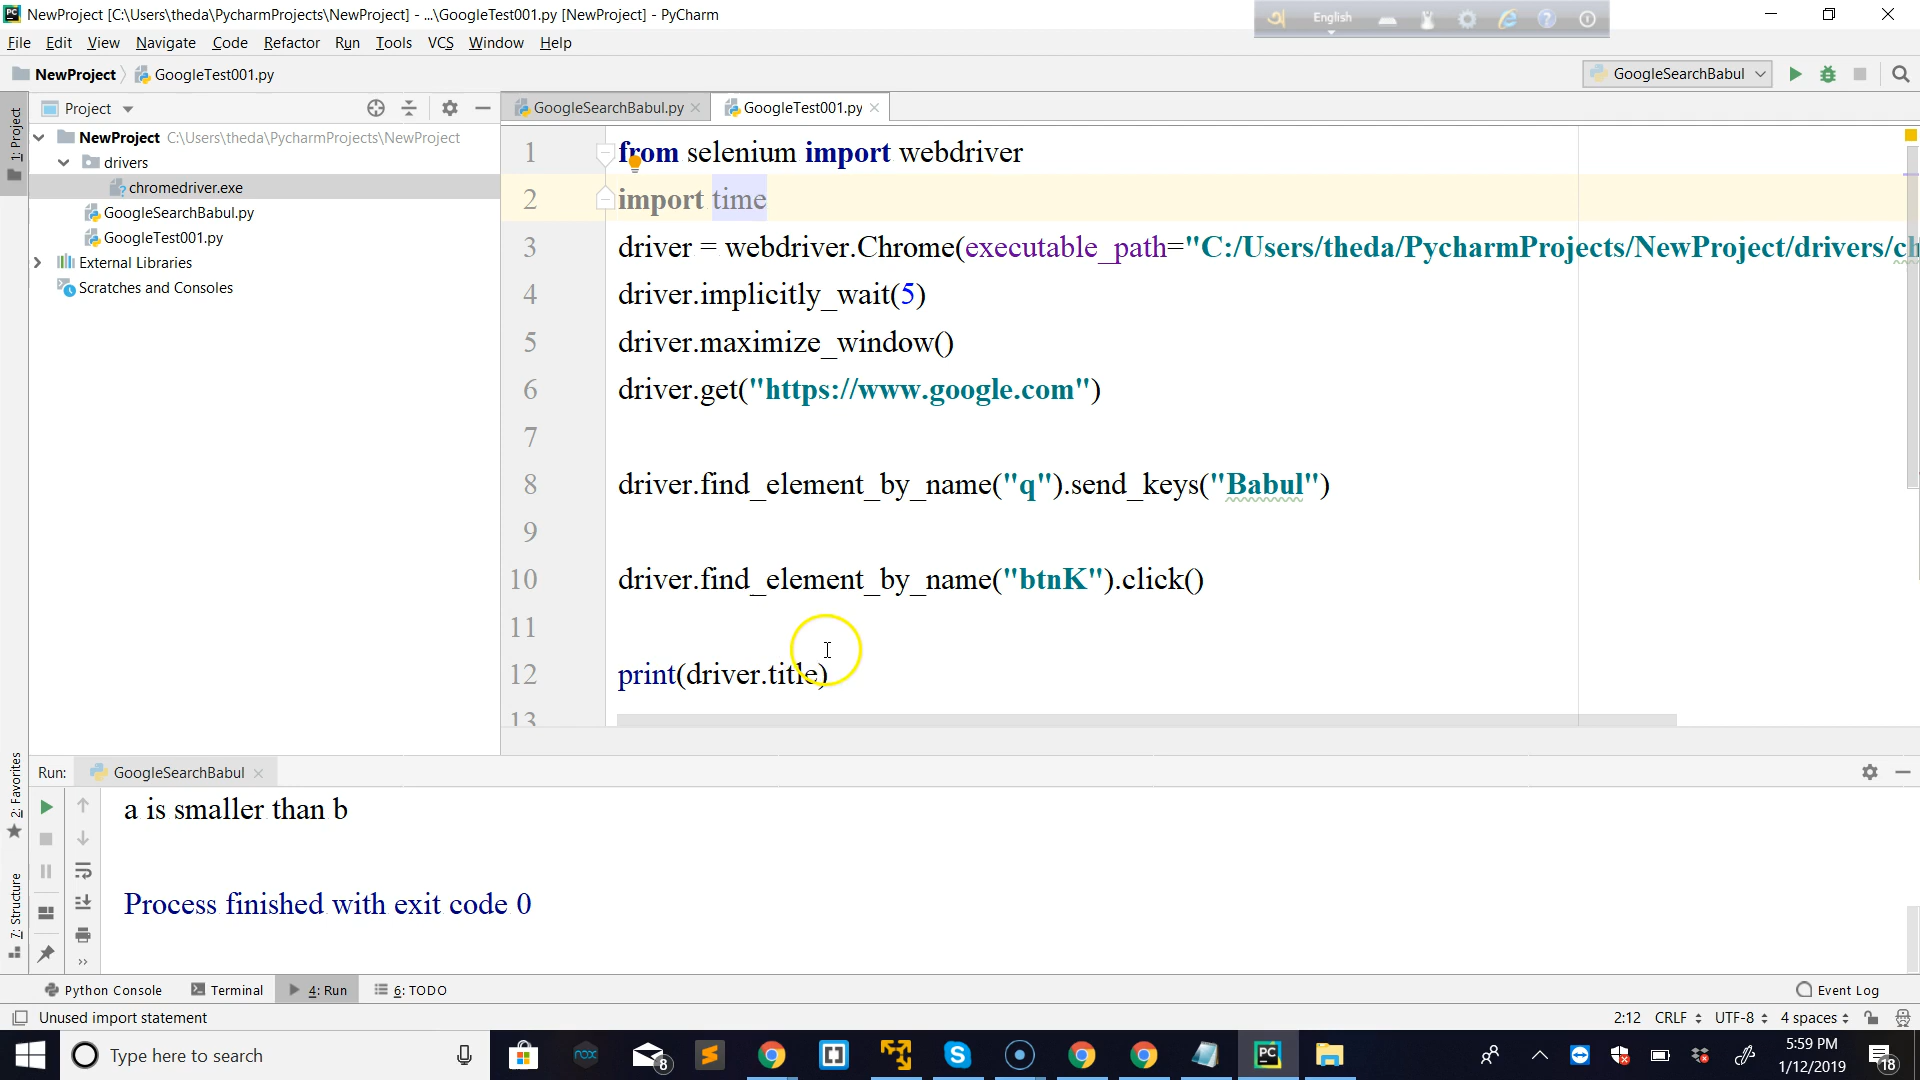 NewProject [C:\Users\theda\PycharmProjects\NewProject] - ...\GoogleTest001.py [NewProject] - PyCharm
English
File Edit View Navigate Code Refactor Run Tools VCS Window Help
NewProject GoogleTest001.py
GoogleSearchBabul
Project
GoogleSearchBabul.py
GoogleTest001.py
1: Project
NewProject C:\Users\theda\PycharmProjects\NewProject
drivers
chromedriver.exe
GoogleSearchBabul.py
GoogleTest001.py
External Libraries
Scratches and Consoles
1 from selenium import webdriver
2 import time
3 driver = webdriver.Chrome(executable_path="C:/Users/theda/PycharmProjects/NewProject/drivers/ch
4 driver.implicitly_wait(5)
5 driver.maximize_window()
6 driver.get("https://www.google.com")
7
8 driver.find_element_by_name("q").send_keys("Babul")
9
10 driver.find_element_by_name("btnK").click()
11
12 print(driver.title)
13
2: Favorites
7: Structure
Run: GoogleSearchBabul
a is smaller than b
Process finished with exit code 0
Python Console Terminal 4: Run 6: TODO Event Log
Unused import statement 2:12 CRLF UTF-8 4 spaces
Type here to search
nox
8
PC
5:59 PM
1/12/2019
18